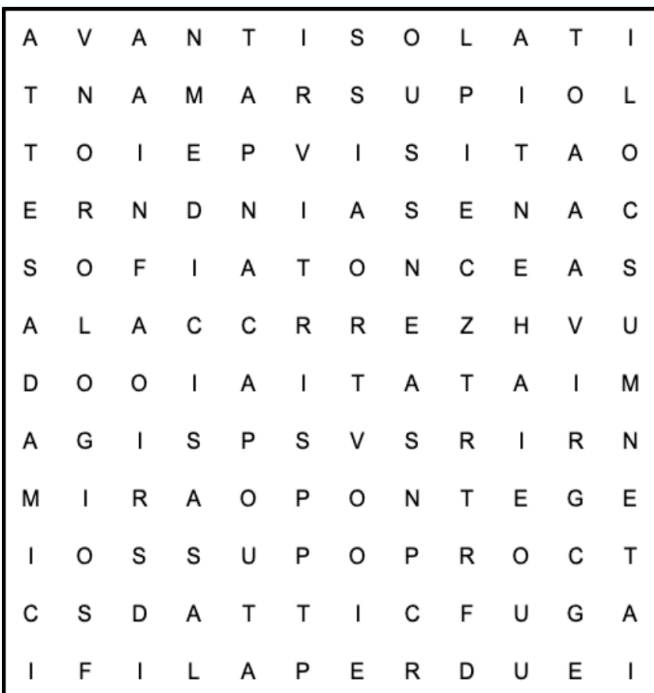 A V A N T I S O L A T I
T N A M A R S U P I O L
T O I E P V I S I T A O
E R N D N I A S E N A C
S O F I A T O N C E A S
A L A C C R R E Z H V U
D O O I A I T A T A I M
A G I S P S V S R I R N
M I R A O P O N T E G E
I O S S U P O P R O C T
C S D A T T I C F U G A
I F I L A P E R D U E I